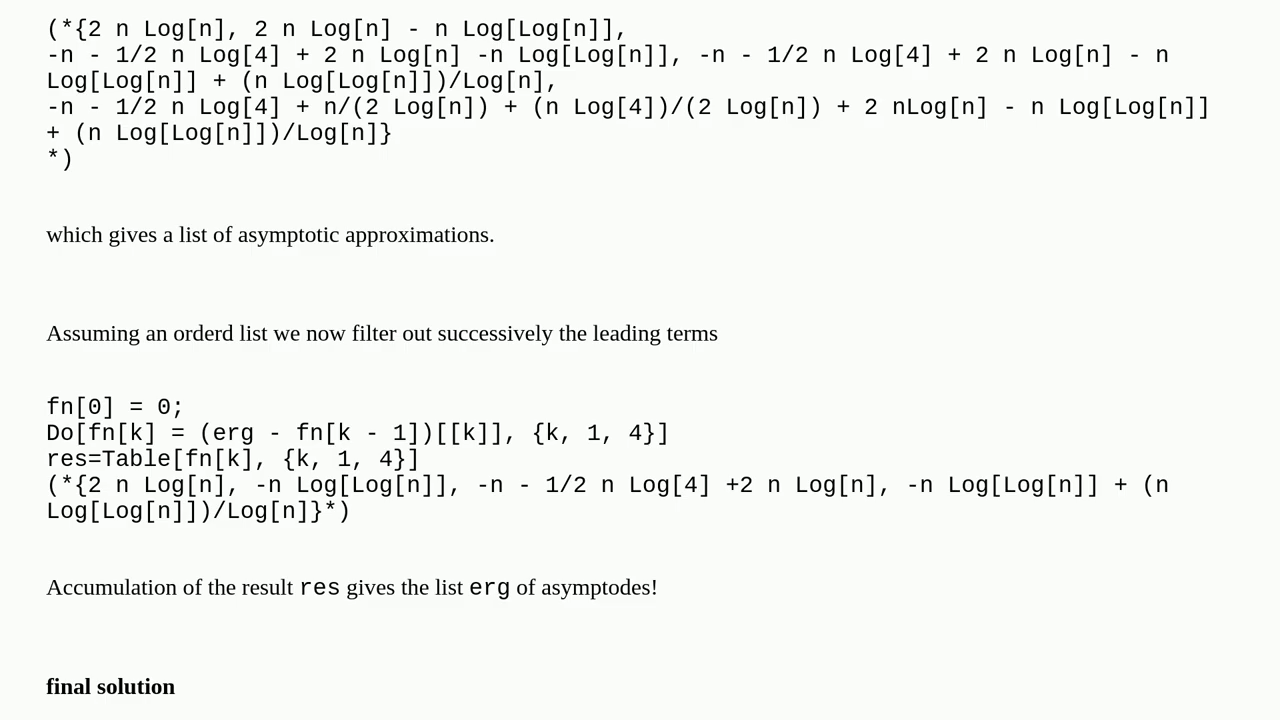 (*{2 n Log[n], 2 n Log[n] - n Log[Log[n]],
-n - 1/2 n Log[4] + 2 n Log[n] -n Log[Log[n]], -n - 1/2 n Log[4] + 2 n Log[n] - n
Log[Log[n]] + (n Log[Log[n]])/Log[n],
-n - 1/2 n Log[4] + n/(2 Log[n]) + (n Log[4])/(2 Log[n]) + 2 nLog[n] - n Log[Log[n]]
+ (n Log[Log[n]])/Log[n]}
*)
which gives a list of asymptotic approximations.
Assuming an orderd list we now filter out successively the leading terms
fn[0] = 0;
Do[fn[k] = (erg - fn[k - 1])[[k]], {k, 1, 4}]
res=Table[fn[k], {k, 1, 4}]
(*{2 n Log[n], -n Log[Log[n]], -n - 1/2 n Log[4] +2 n Log[n], -n Log[Log[n]] + (n
Log[Log[n]])/Log[n]}*)
Accumulation of the result res gives the list erg of asymptodes!
final solution